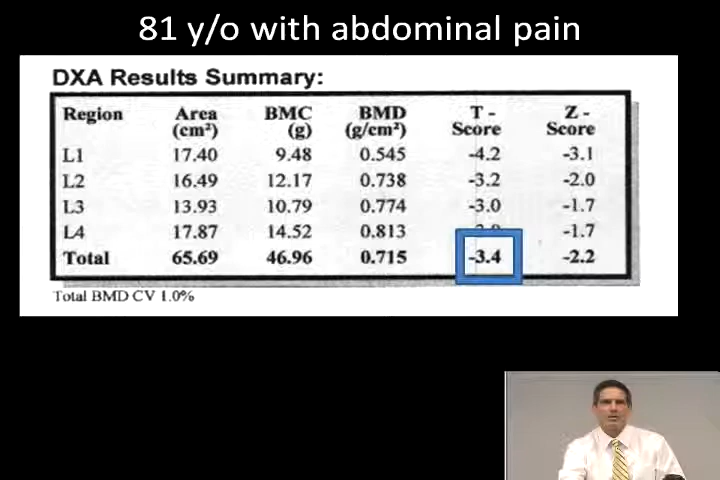 81 y/o with abdominal pain
DXA Results Summary:
Region Area BMC BMD T - Z -
(cm²) (g) (g/cm²) Score Score
L1 17.40 9.48 0.545 -4.2 -3.1
L2 16.49 12.17 0.738 -3.2 -2.0
L3 13.93 10.79 0.774 -3.0 -1.7
L4 17.87 14.52 0.813 -1.7
Total 65.69 46.96 0.715 -3.4 -2.2
Total BMD CV 1.0%